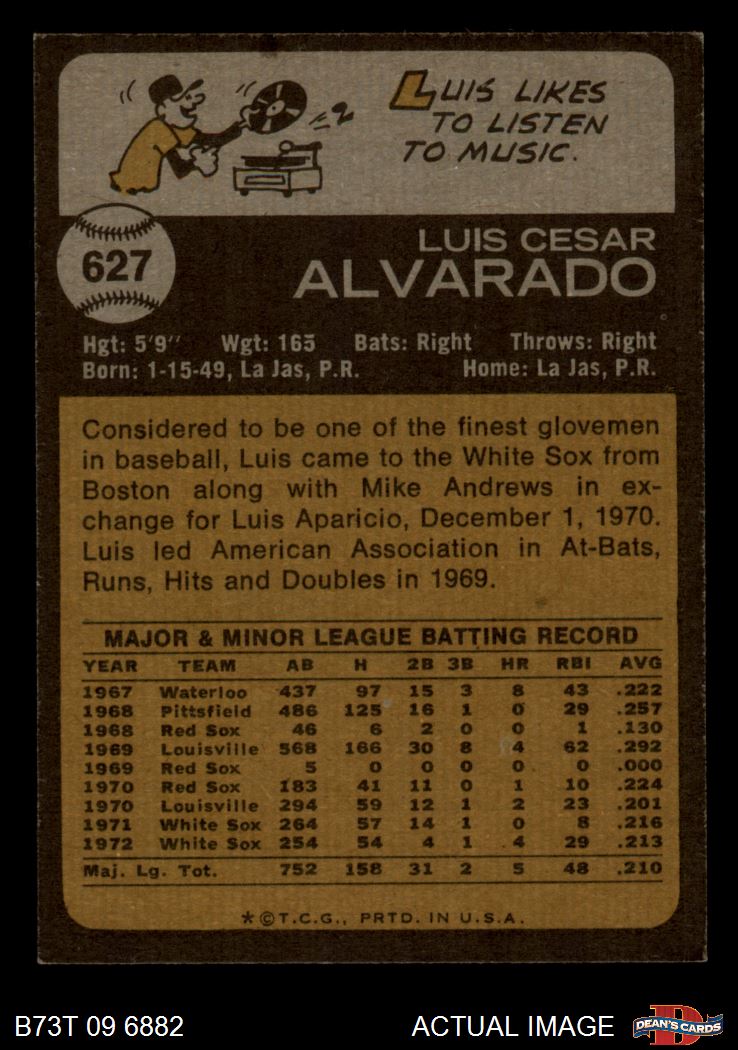 LUIS LIKES
TO LISTEN
TO MUSIC.
627
LUIS CESAR
ALVARADO
Hgt: 5'9" Wgt: 165 Bats: Right Throws: Right
Born: 1-15-49, La Jas, P.R. Home: La Jas, P.R.
Considered to be one of the finest glovemen
in baseball, Luis came to the White Sox from
Boston along with Mike Andrews in ex-
change for Luis Aparicio, December 1, 1970.
Luis led American Association in At-Bats,
Runs, Hits and Doubles in 1969.
MAJOR & MINOR LEAGUE BATTING RECORD
YEAR TEAM AB H 2B 3B HR RBI AVG
1967 Waterloo 437 97 15 3 8 43 .222
1968 Pittsfield 486 125 16 1 0 29 .257
1968 Red Sox 46 6 2 0 0 1 .130
1969 Louisville 568 166 30 8 4 62 .292
1969 Red Sox 5 0 0 0 0 0 .000
1970 Red Sox 183 41 11 0 1 10 .224
1970 Louisville 294 59 12 1 2 23 .201
1971 White Sox 264 57 14 1 0 8 .216
1972 White Sox 254 54 4 1 4 29 .213
Maj. Lg. Tot. 752 158 31 2 5 48 .210
*©T.C.G., PRTD. IN U.S.A.
B73T 09 6882 ACTUAL IMAGE
DEAN'S CARDS